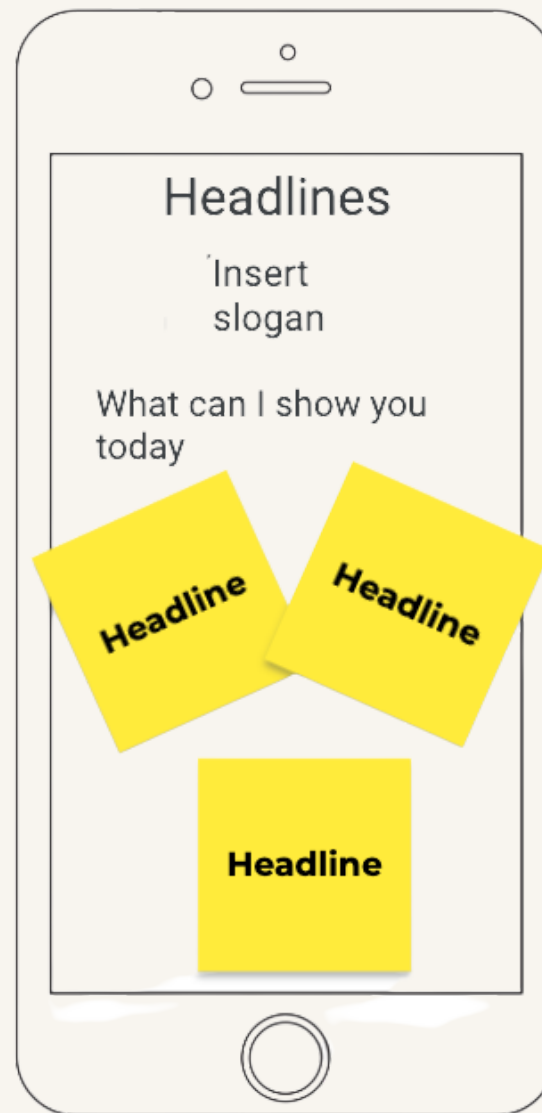 Headlines
Insert
slogan
What can I show you
today
Headline
Headline
Headline